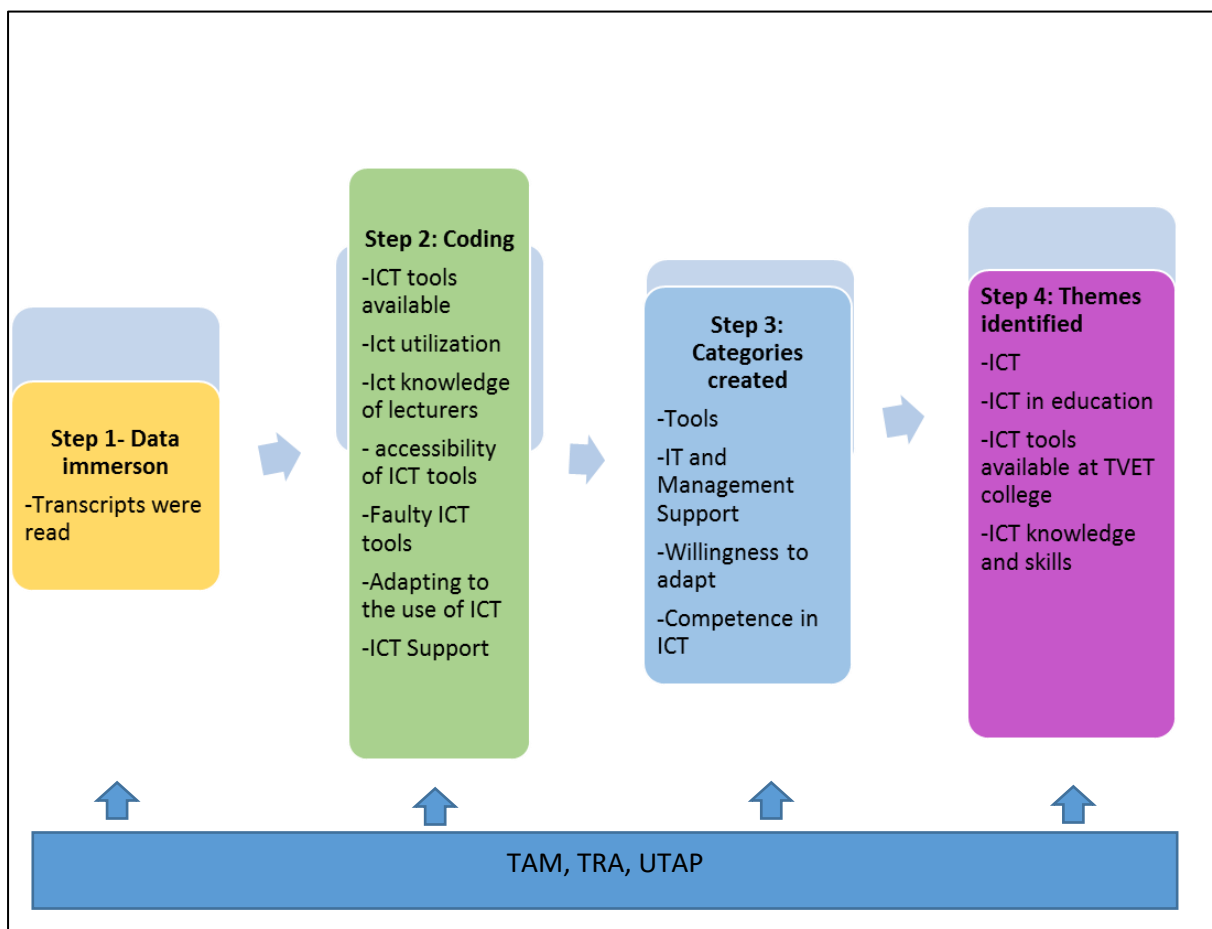 Step 1- Data
immerson
-Transcripts were
read
Step 2: Coding
-ICT tools
available
-Ict utilization
-Ict knowledge
of lecturers
- accessibility
of ICT tools
-Faulty ICT
tools
-Adapting to
the use of ICT
-ICT Support
Step 3:
Categories
created
-Tools
-IT and
Management
Support
-Willingness to
adapt
-Competence in
ICT
Step 4: Themes
identified
-ICT
-ICT in education
-ICT tools
available at TVET
college
-ICT knowledge
and skills
TAM, TRA, UTAP